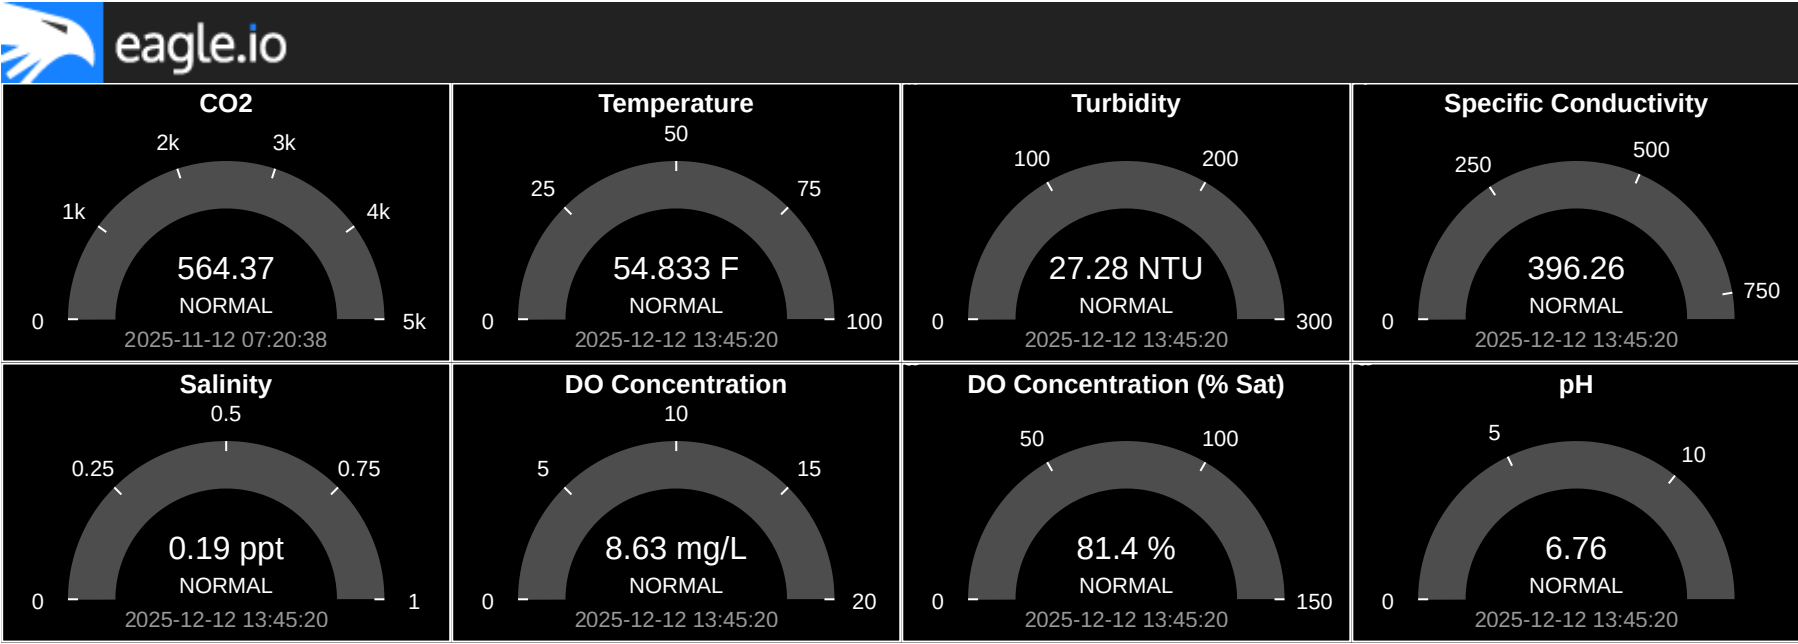 eagle.io
CO2
2k
3k
1k
4k
564.37
NORMAL
0
5k
2025-11-12 07:20:38
Temperature
50
25
75
54.833 F
NORMAL
0
100
2025-12-12 13:45:20
Turbidity
100
200
27.28 NTU
NORMAL
0
300
2025-12-12 13:45:20
Specific Conductivity
500
250
396.26
750
NORMAL
0
2025-12-12 13:45:20
Salinity
0.5
0.25
0.75
0.19 ppt
NORMAL
0
1
2025-12-12 13:45:20
DO Concentration
10
5
15
8.63 mg/L
NORMAL
0
20
2025-12-12 13:45:20
DO Concentration (% Sat)
50
100
81.4 %
NORMAL
0
150
2025-12-12 13:45:20
pH
5
10
6.76
NORMAL
0
2025-12-12 13:45:20